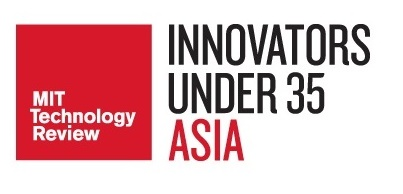 MIT
Technology
Review
INNOVATORS
UNDER 35
ASIA